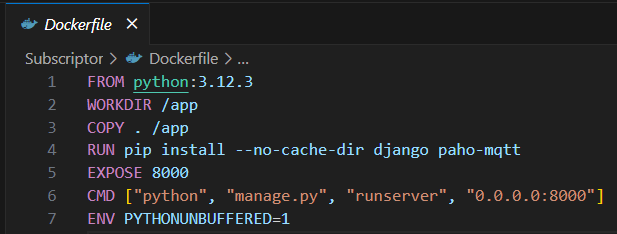 Dockerfile ×
Subscriptor > Dockerfile > ...
1 FROM python:3.12.3
2 WORKDIR /app
3 COPY . /app
4 RUN pip install --no-cache-dir django paho-mqtt
5 EXPOSE 8000
6 CMD ["python", "manage.py", "runserver", "0.0.0.0:8000"]
7 ENV PYTHONUNBUFFERED=1